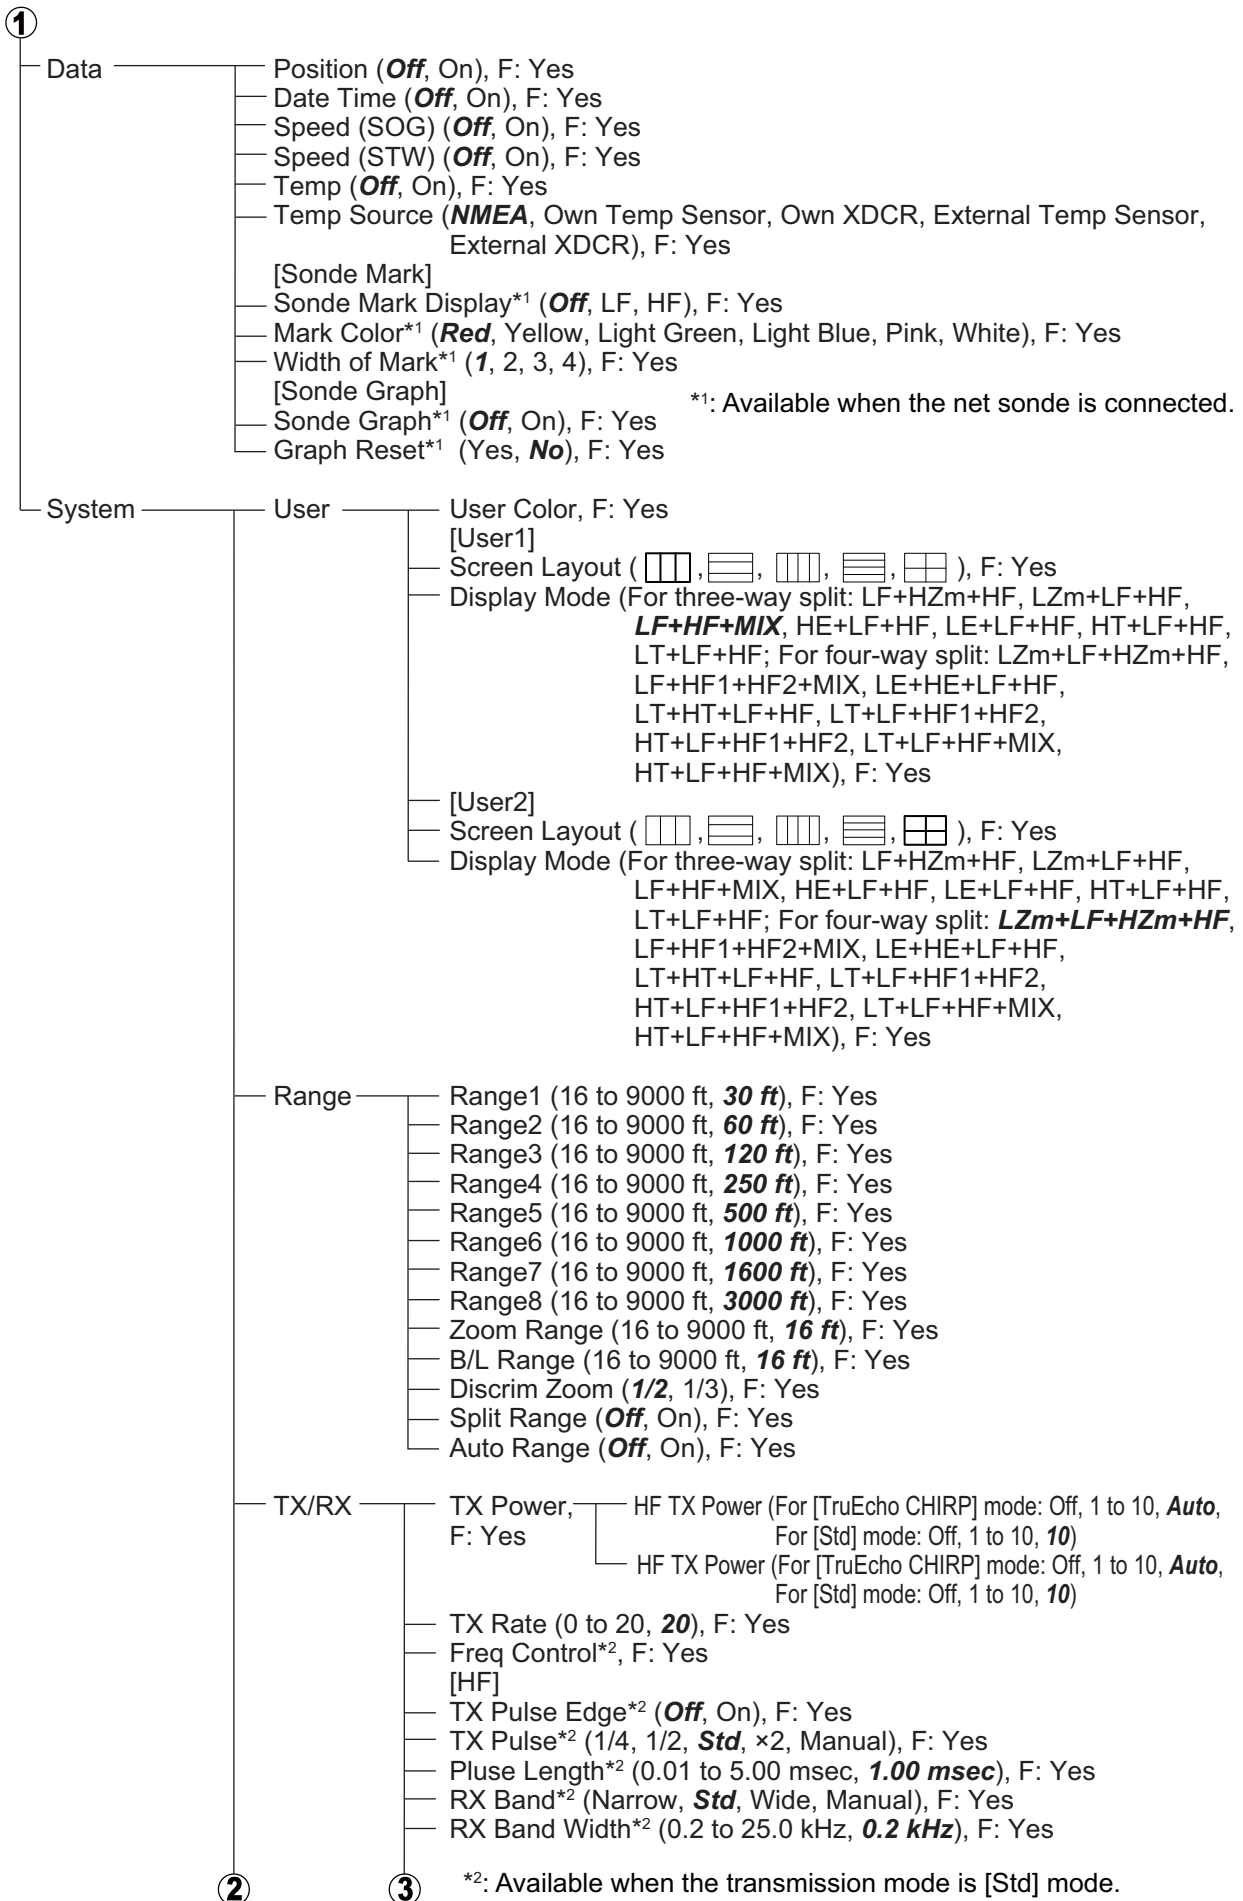 1
Data
Position (Off, On), F: Yes
Date Time (Off, On), F: Yes
Speed (SOG) (Off, On), F: Yes
Speed (STW) (Off, On), F: Yes
Temp (Off, On), F: Yes
Temp Source (NMEA, Own Temp Sensor, Own XDCR, External Temp Sensor,
External XDCR), F: Yes
[Sonde Mark]
Sonde Mark Display*1 (Off, LF, HF), F: Yes
Mark Color*1 (Red, Yellow, Light Green, Light Blue, Pink, White), F: Yes
Width of Mark*1 (1, 2, 3, 4), F: Yes
[Sonde Graph]
*1: Available when the net sonde is connected.
Sonde Graph*1 (Off, On), F: Yes
Graph Reset*1 (Yes, No), F: Yes
System
User
User Color, F: Yes
[User1]
Screen Layout ( , , , , ), F: Yes
Display Mode (For three-way split: LF+HZm+HF, LZm+LF+HF,
LF+HF+MIX, HE+LF+HF, LE+LF+HF, HT+LF+HF,
LT+LF+HF; For four-way split: LZm+LF+HZm+HF,
LF+HF1+HF2+MIX, LE+HE+LF+HF,
LT+HT+LF+HF, LT+LF+HF1+HF2,
HT+LF+HF1+HF2, LT+LF+HF+MIX,
HT+LF+HF+MIX), F: Yes
[User2]
Screen Layout ( , , , , ), F: Yes
Display Mode (For three-way split: LF+HZm+HF, LZm+LF+HF,
LF+HF+MIX, HE+LF+HF, LE+LF+HF, HT+LF+HF,
LT+LF+HF; For four-way split: LZm+LF+HZm+HF,
LF+HF1+HF2+MIX, LE+HE+LF+HF,
LT+HT+LF+HF, LT+LF+HF1+HF2,
HT+LF+HF1+HF2, LT+LF+HF+MIX,
HT+LF+HF+MIX), F: Yes
Range
Range1 (16 to 9000 ft, 30 ft), F: Yes
Range2 (16 to 9000 ft, 60 ft), F: Yes
Range3 (16 to 9000 ft, 120 ft), F: Yes
Range4 (16 to 9000 ft, 250 ft), F: Yes
Range5 (16 to 9000 ft, 500 ft), F: Yes
Range6 (16 to 9000 ft, 1000 ft), F: Yes
Range7 (16 to 9000 ft, 1600 ft), F: Yes
Range8 (16 to 9000 ft, 3000 ft), F: Yes
Zoom Range (16 to 9000 ft, 16 ft), F: Yes
B/L Range (16 to 9000 ft, 16 ft), F: Yes
Discrim Zoom (1/2, 1/3), F: Yes
Split Range (Off, On), F: Yes
Auto Range (Off, On), F: Yes
TX/RX
TX Power,
F: Yes
HF TX Power (For [TruEcho CHIRP] mode: Off, 1 to 10, Auto,
For [Std] mode: Off, 1 to 10, 10)
HF TX Power (For [TruEcho CHIRP] mode: Off, 1 to 10, Auto,
For [Std] mode: Off, 1 to 10, 10)
TX Rate (0 to 20, 20), F: Yes
Freq Control*2, F: Yes
[HF]
TX Pulse Edge*2 (Off, On), F: Yes
TX Pulse*2 (1/4, 1/2, Std, ×2, Manual), F: Yes
Pluse Length*2 (0.01 to 5.00 msec, 1.00 msec), F: Yes
RX Band*2 (Narrow, Std, Wide, Manual), F: Yes
RX Band Width*2 (0.2 to 25.0 kHz, 0.2 kHz), F: Yes
2
3
*2: Available when the transmission mode is [Std] mode.